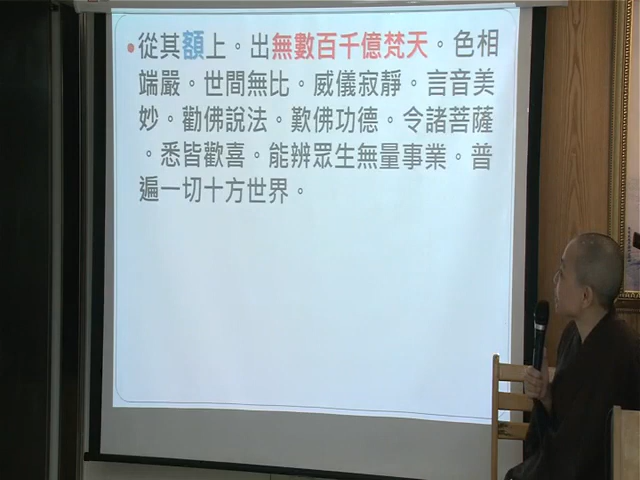 •從其額上。出無數百千億梵天。色相
端嚴。世間無比。威儀寂靜。言音美
妙。勸佛說法。歎佛功德。令諸菩薩
。悉皆歡喜。能辨眾生無量事業。普
遍一切十方世界。